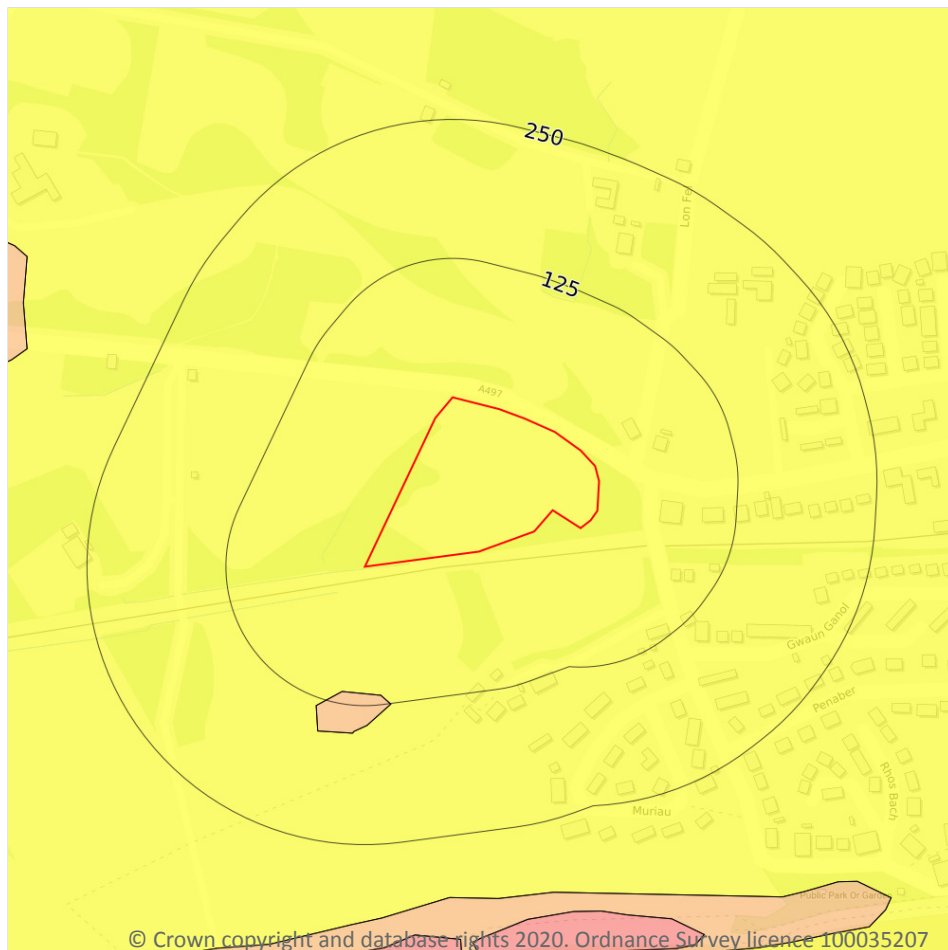 250
Lon Fel
125
A497
Gwaun Ganol
Penaber
Rhos Bach
Muriau
Public Park Or Garden
© Crown copyright and database rights 2020. Ordnance Survey licence 100035207